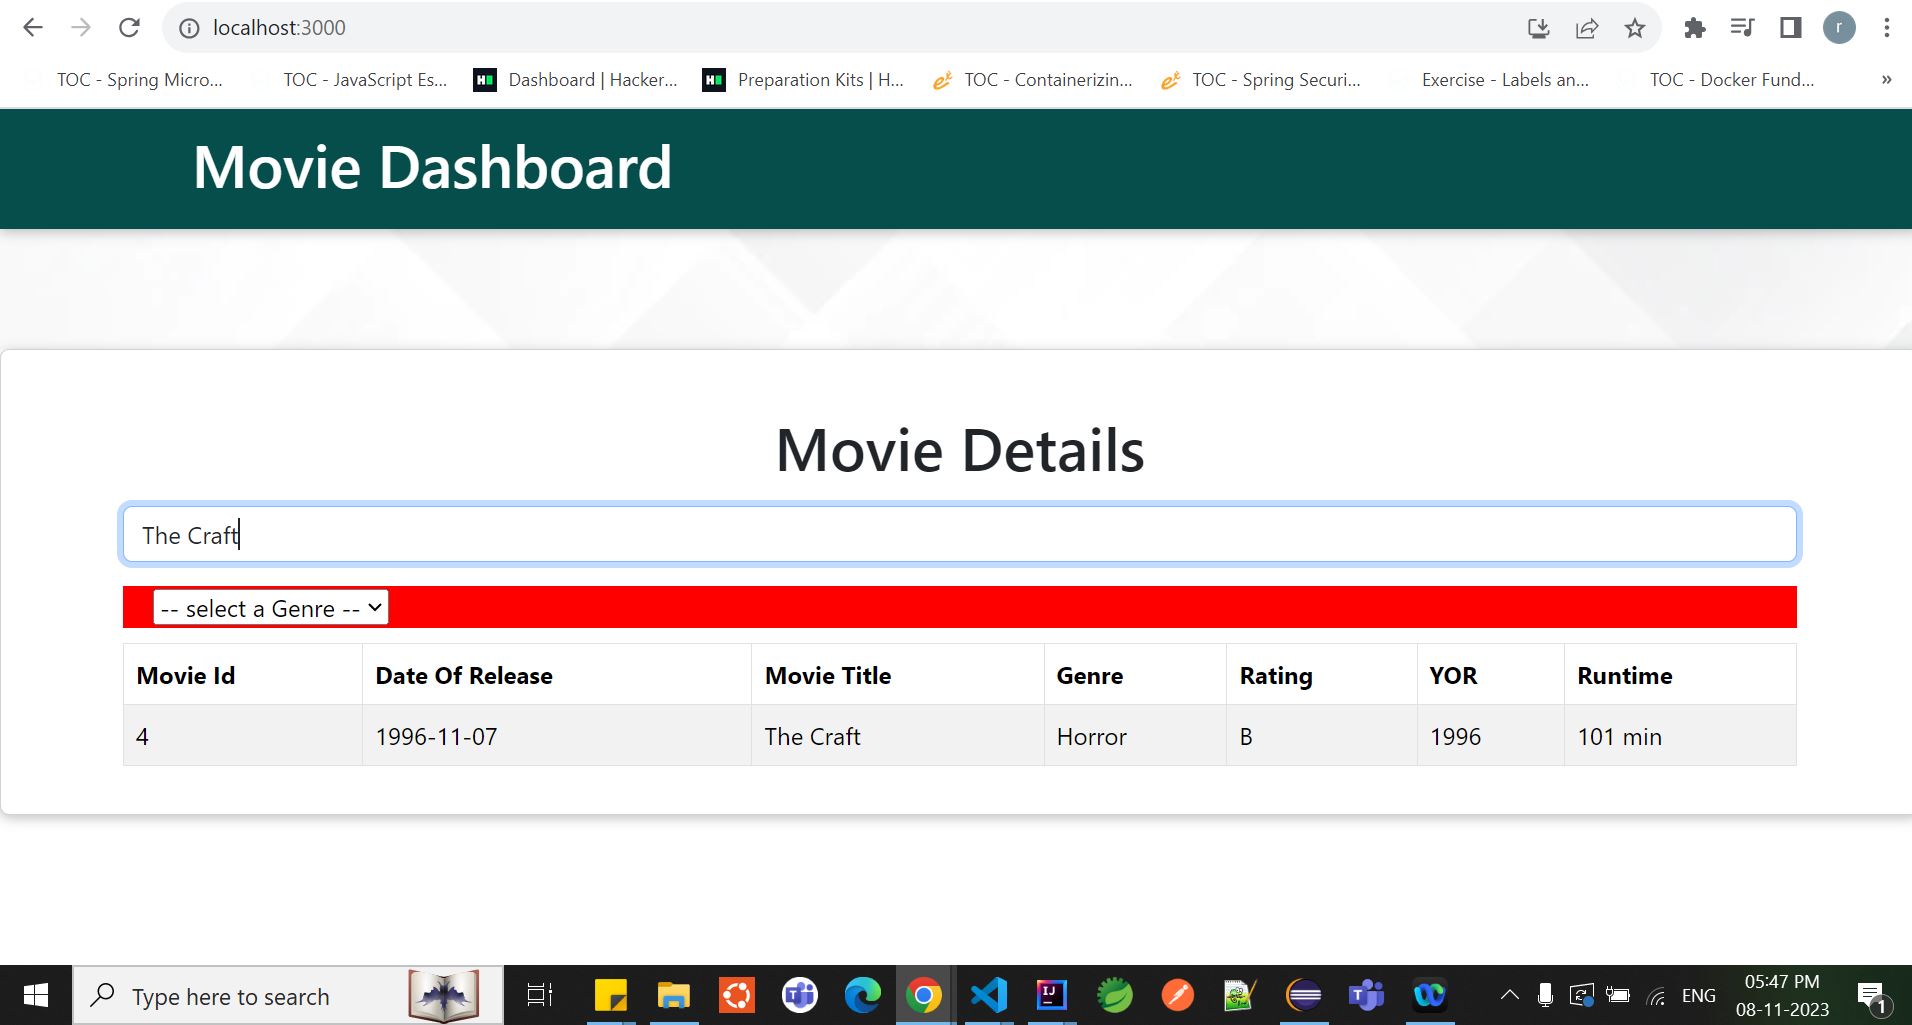 localhost:3000
r
TOC - Spring Micro... TOC - JavaScript Es... Dashboard | Hacker... Preparation Kits | H... TOC - Containerizin... TOC - Spring Securi... Exercise - Labels an... TOC - Docker Fund... »
Movie Dashboard
Movie Details
The Craft
-- select a Genre --
Movie Id Date Of Release Movie Title Genre Rating YOR Runtime
4 1996-11-07 The Craft Horror B 1996 101 min
Type here to search
ENG
05:47 PM
08-11-2023
1